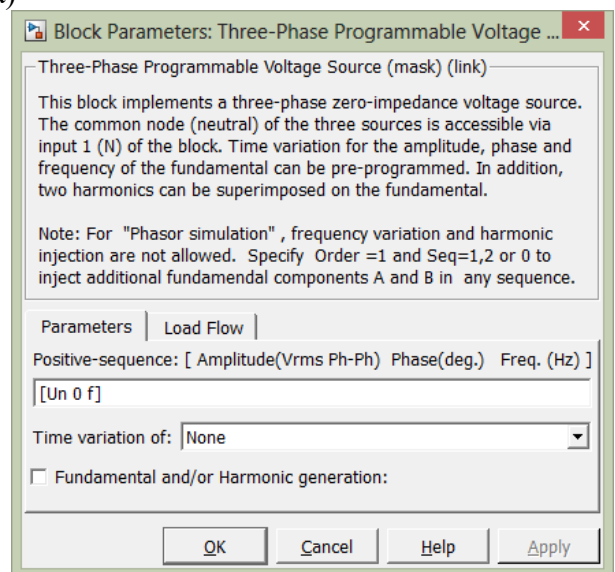 Block Parameters: Three-Phase Programmable Voltage ...
Three-Phase Programmable Voltage Source (mask) (link)
This block implements a three-phase zero-impedance voltage source.
The common node (neutral) of the three sources is accessible via
input 1 (N) of the block. Time variation for the amplitude, phase and
frequency of the fundamental can be pre-programmed. In addition,
two harmonics can be superimposed on the fundamental.
Note: For "Phasor simulation" , frequency variation and harmonic
injection are not allowed. Specify Order =1 and Seq=1,2 or 0 to
inject additional fundamendal components A and B in any sequence.
Parameters Load Flow
Positive-sequence: [ Amplitude(Vrms Ph-Ph) Phase(deg.) Freq. (Hz) ]
[Un 0 f]
Time variation of: None
Fundamental and/or Harmonic generation:
OK Cancel Help Apply